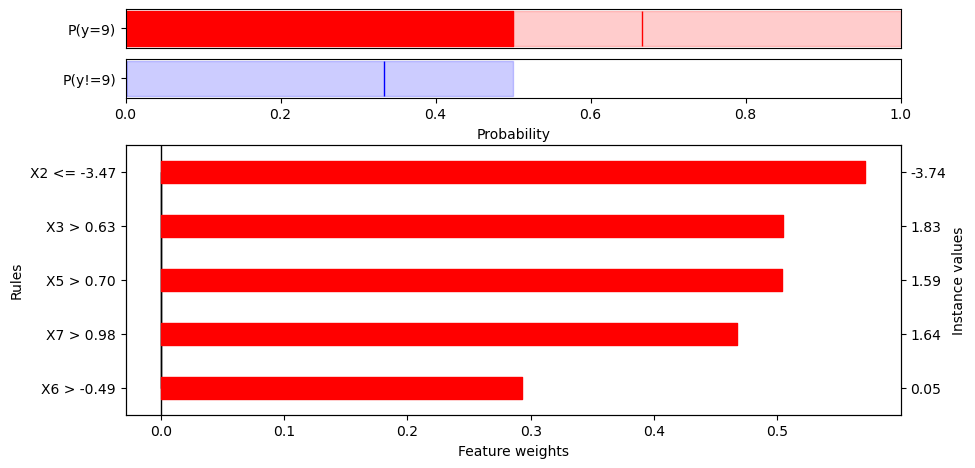 P(y=9)
P(y!=9)
0.0 0.2 0.4 0.6 0.8 1.0
Probability
X2 <= -3.47 -3.74
X3 > 0.63 1.83
X5 > 0.70 1.59
X7 > 0.98 1.64
X6 > -0.49 0.05
Rules
Instance values
0.0 0.1 0.2 0.3 0.4 0.5
Feature weights